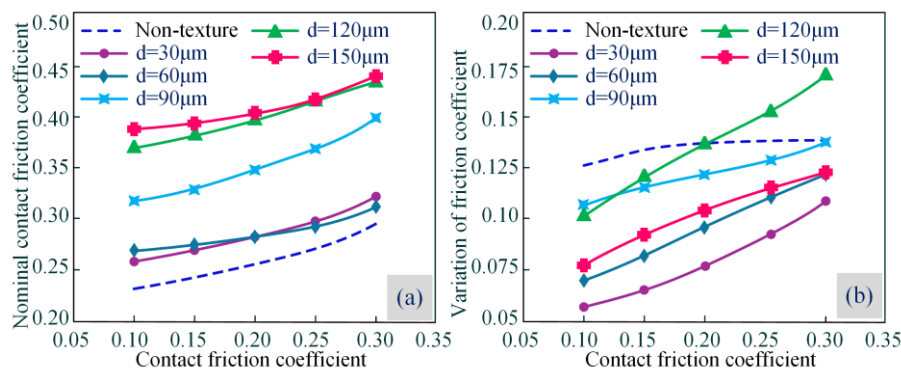 0.50
0.45
0.40
0.35
0.30
0.25
0.20
Nominal contact friction coefficient
Non-texture
d=30μm
d=60μm
d=90μm
d=120μm
d=150μm
(a)
0.05 0.10 0.15 0.20 0.25 0.30 0.35
Contact friction coefficient
0.20
0.175
0.15
0.125
0.10
0.075
0.05
Variation of friction coefficient
Non-texture
d=30μm
d=60μm
d=90μm
d=120μm
d=150μm
(b)
0.05 0.10 0.15 0.20 0.25 0.30 0.35
Contact friction coefficient